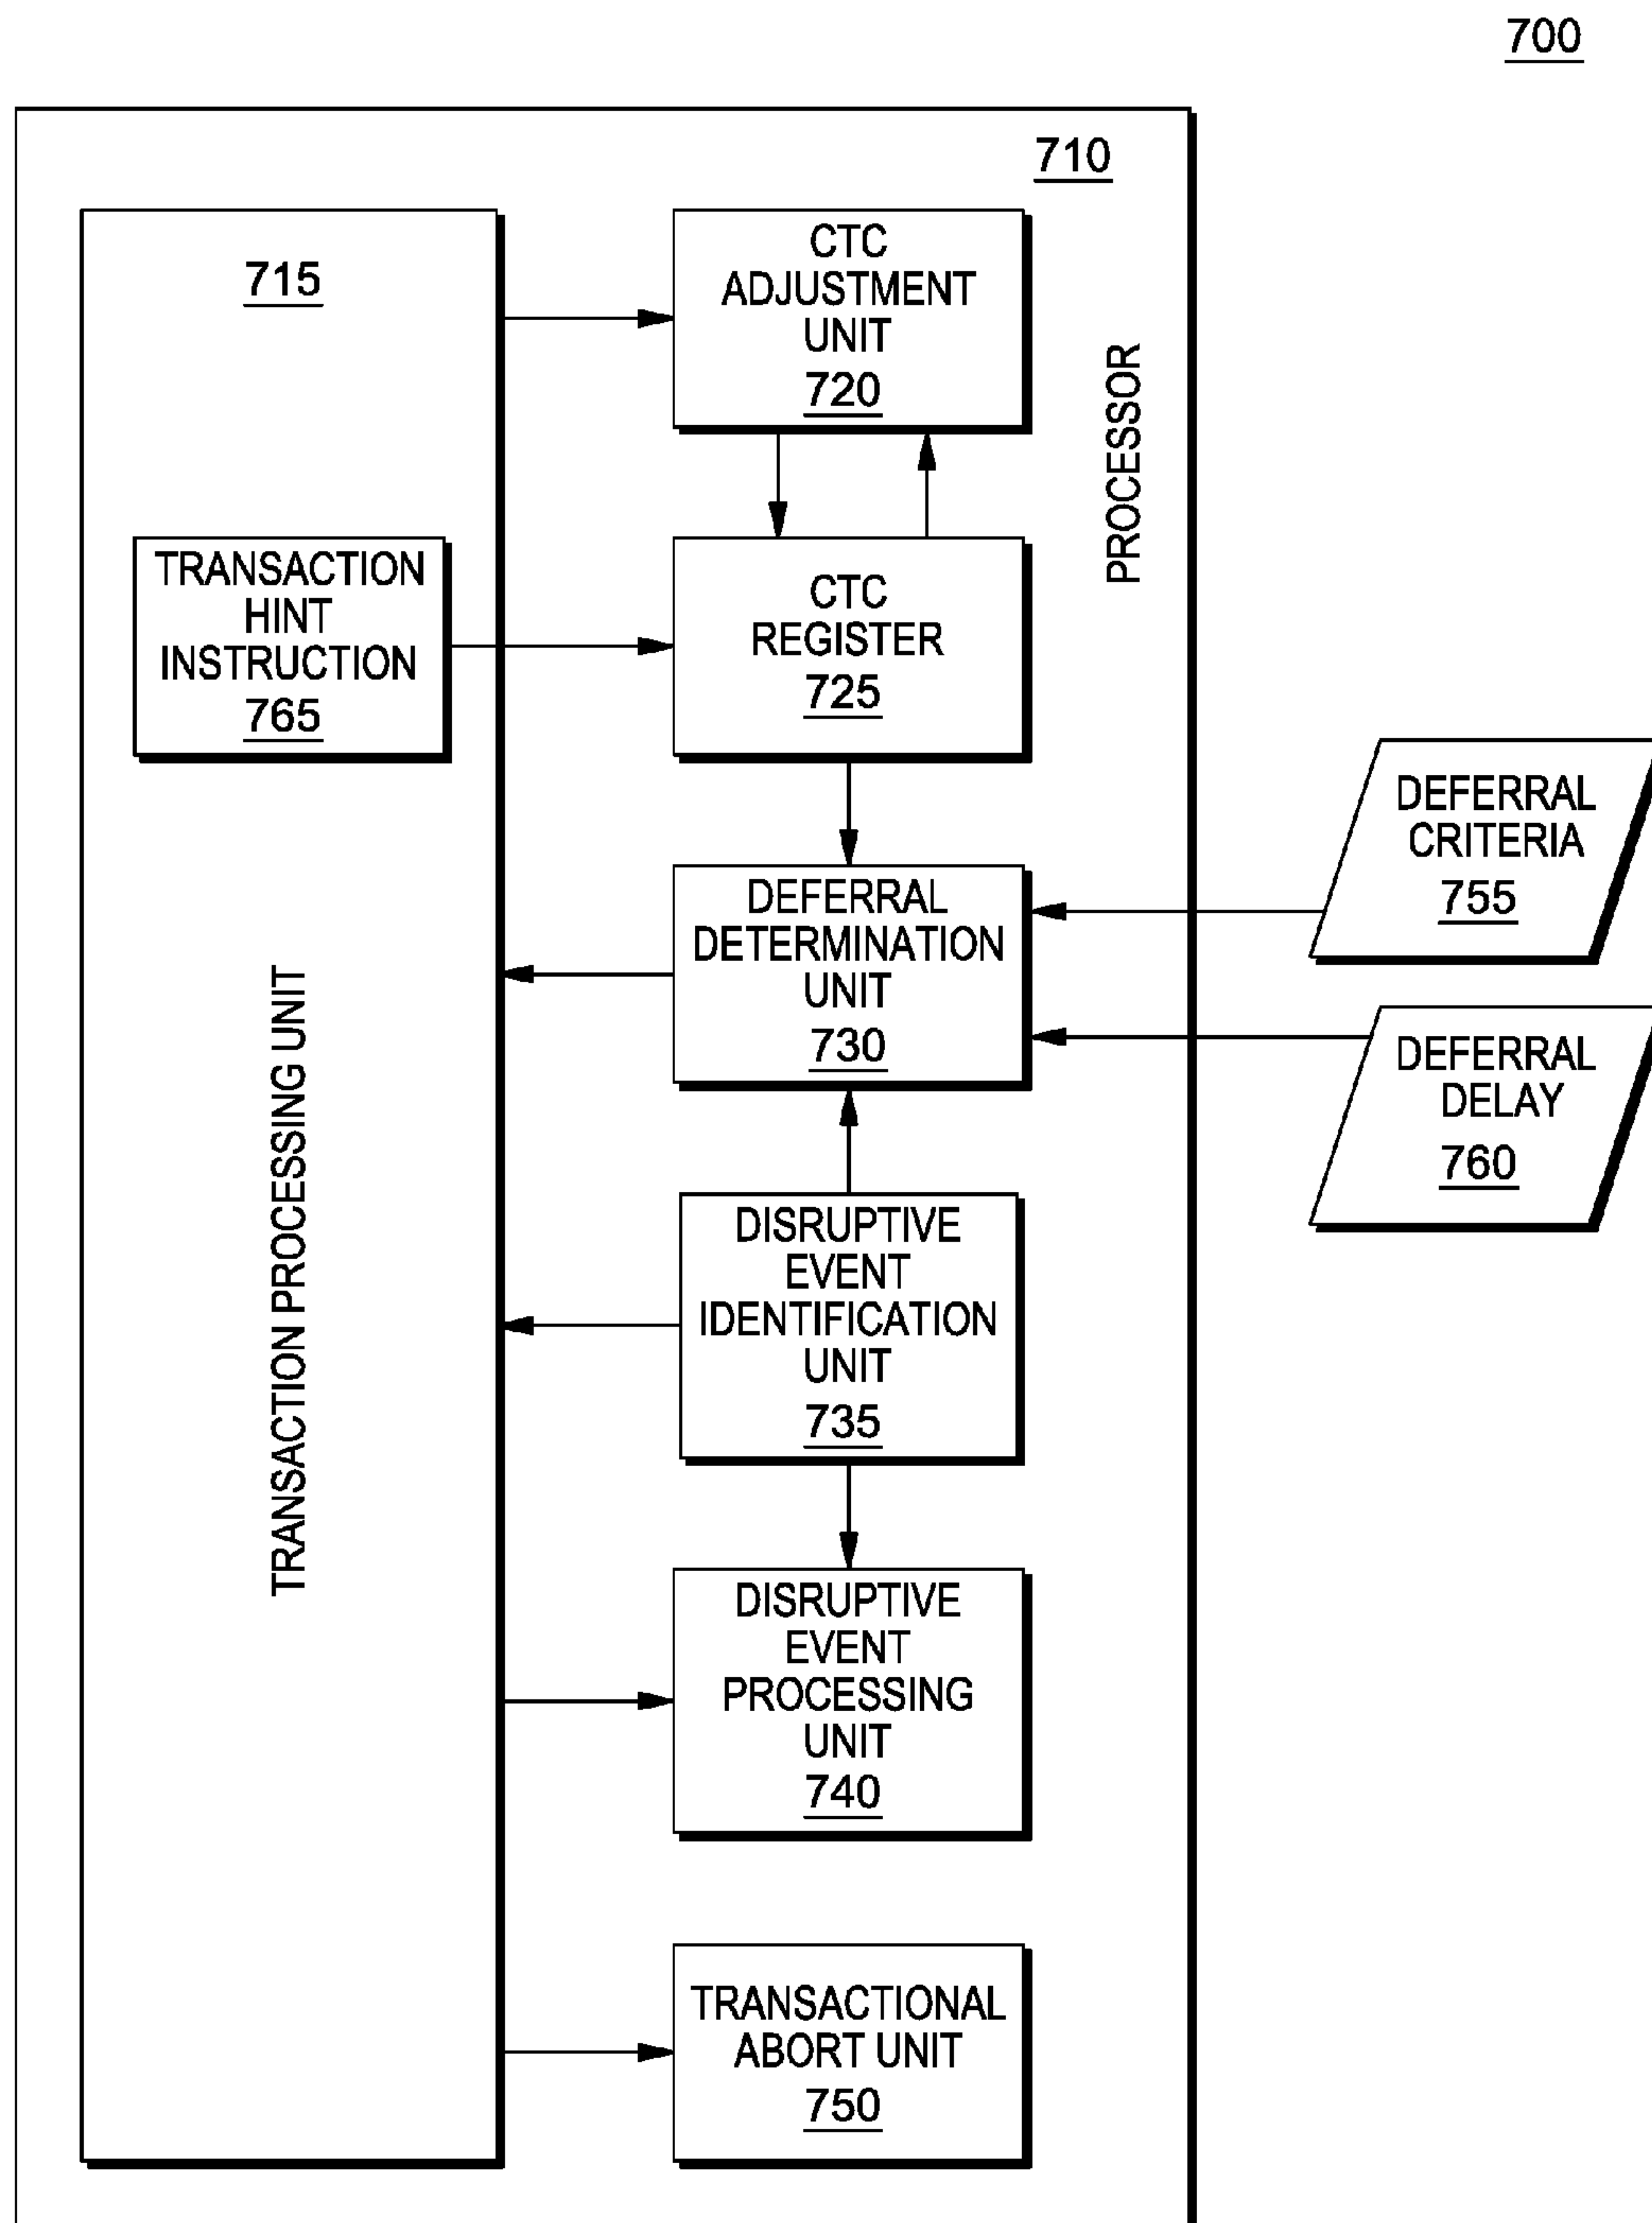 700
710
PROCESSOR
715
TRANSACTION PROCESSING UNIT
TRANSACTION
HINT
INSTRUCTION
765
CTC
ADJUSTMENT
UNIT
720
CTC
REGISTER
725
DEFERRAL
DETERMINATION
UNIT
730
DISRUPTIVE
EVENT
IDENTIFICATION
UNIT
735
DISRUPTIVE
EVENT
PROCESSING
UNIT
740
TRANSACTIONAL
ABORT UNIT
750
DEFERRAL
CRITERIA
755
DEFERRAL
DELAY
760